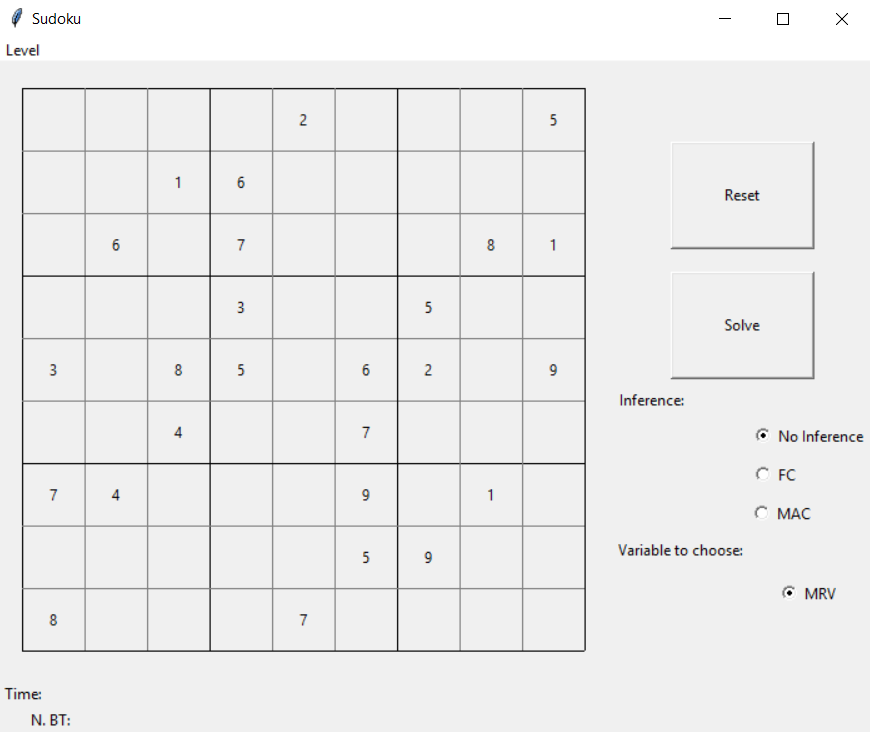 Sudoku
Level
2 5
1 6
6 7 8 1
3 5
3 8 5 6 2 9
4 7
7 4 9 1
5 9
8 7
Reset
Solve
Inference:
No Inference
FC
MAC
Variable to choose:
MRV
Time:
N. BT: